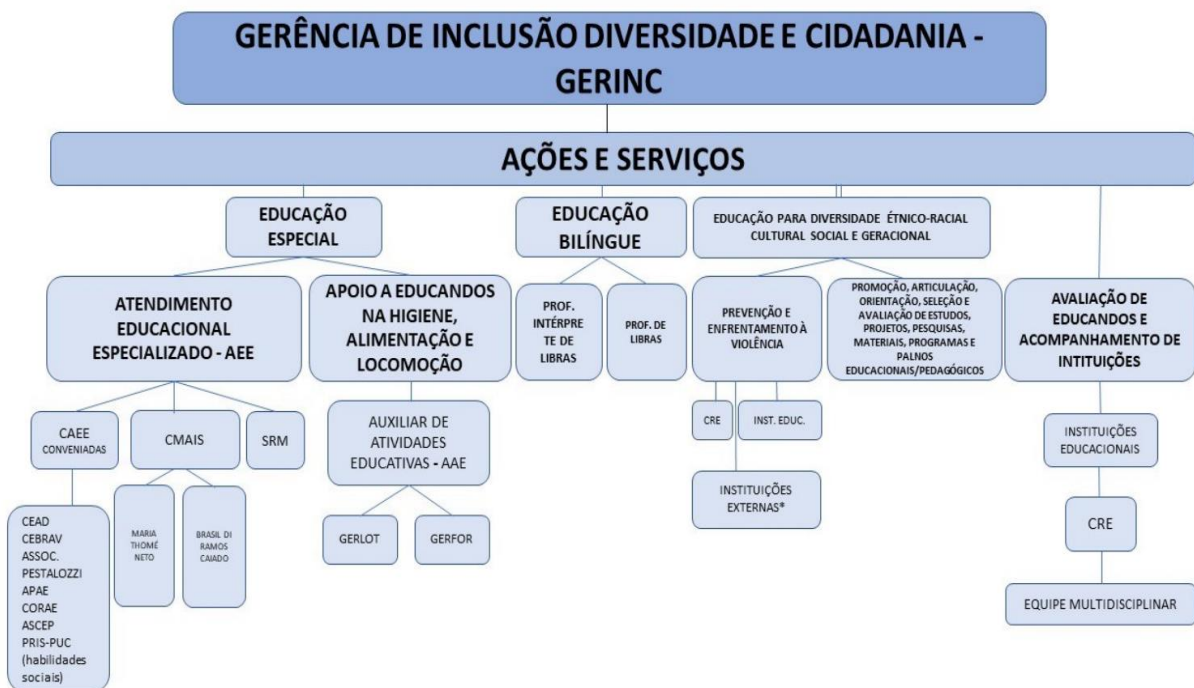 GERÊNCIA DE INCLUSÃO DIVERSIDADE E CIDADANIA -
GERINC
AÇÕES E SERVIÇOS
EDUCAÇÃO
ESPECIAL
EDUCAÇÃO
BILÍNGUE
EDUCAÇÃO PARA DIVERSIDADE ÉTNICO-RACIAL
CULTURAL SOCIAL E GERACIONAL
ATENDIMENTO
EDUCACIONAL
ESPECIALIZADO - AEE
APOIO A EDUCANDOS
NA HIGIENE,
ALIMENTAÇÃO E
LOCOMOÇÃO
PROF.
INTÉRPRE
TE DE
LIBRAS
PROF. DE
LIBRAS
PREVENÇÃO E
ENFRENTAMENTO À
VIOLÊNCIA
PROMOÇÃO, ARTICULAÇÃO,
ORIENTAÇÃO, SELEÇÃO E
AVALIAÇÃO DE ESTUDOS,
PROJETOS, PESQUISAS,
MATERIAIS, PROGRAMAS E
PALNOS
EDUCACIONAIS/PEDAGÓGICOS
AVALIAÇÃO DE
EDUCANDOS E
ACOMPANHAMENTO DE
INTITUIÇÕES
CAEE
CONVENIADAS
CMAIS
SRM
AUXILIAR DE
ATIVIDADES
EDUCATIVAS - AAE
CRE
INST. EDUC.
INSTITUIÇÕES
EXTERNAS*
INSTITUIÇÕES
EDUCACIONAIS
CEAD
CEBRAV
ASSOC.
PESTALOZZI
APAE
CORAE
ASCEP
PRIS-PUC
(habilidades
sociais)
MARIA
THOMÉ
NETO
BRASIL DI
RAMOS
CAIADO
GERLOT
GERFOR
CRE
EQUIPE MULTIDISCIPLINAR